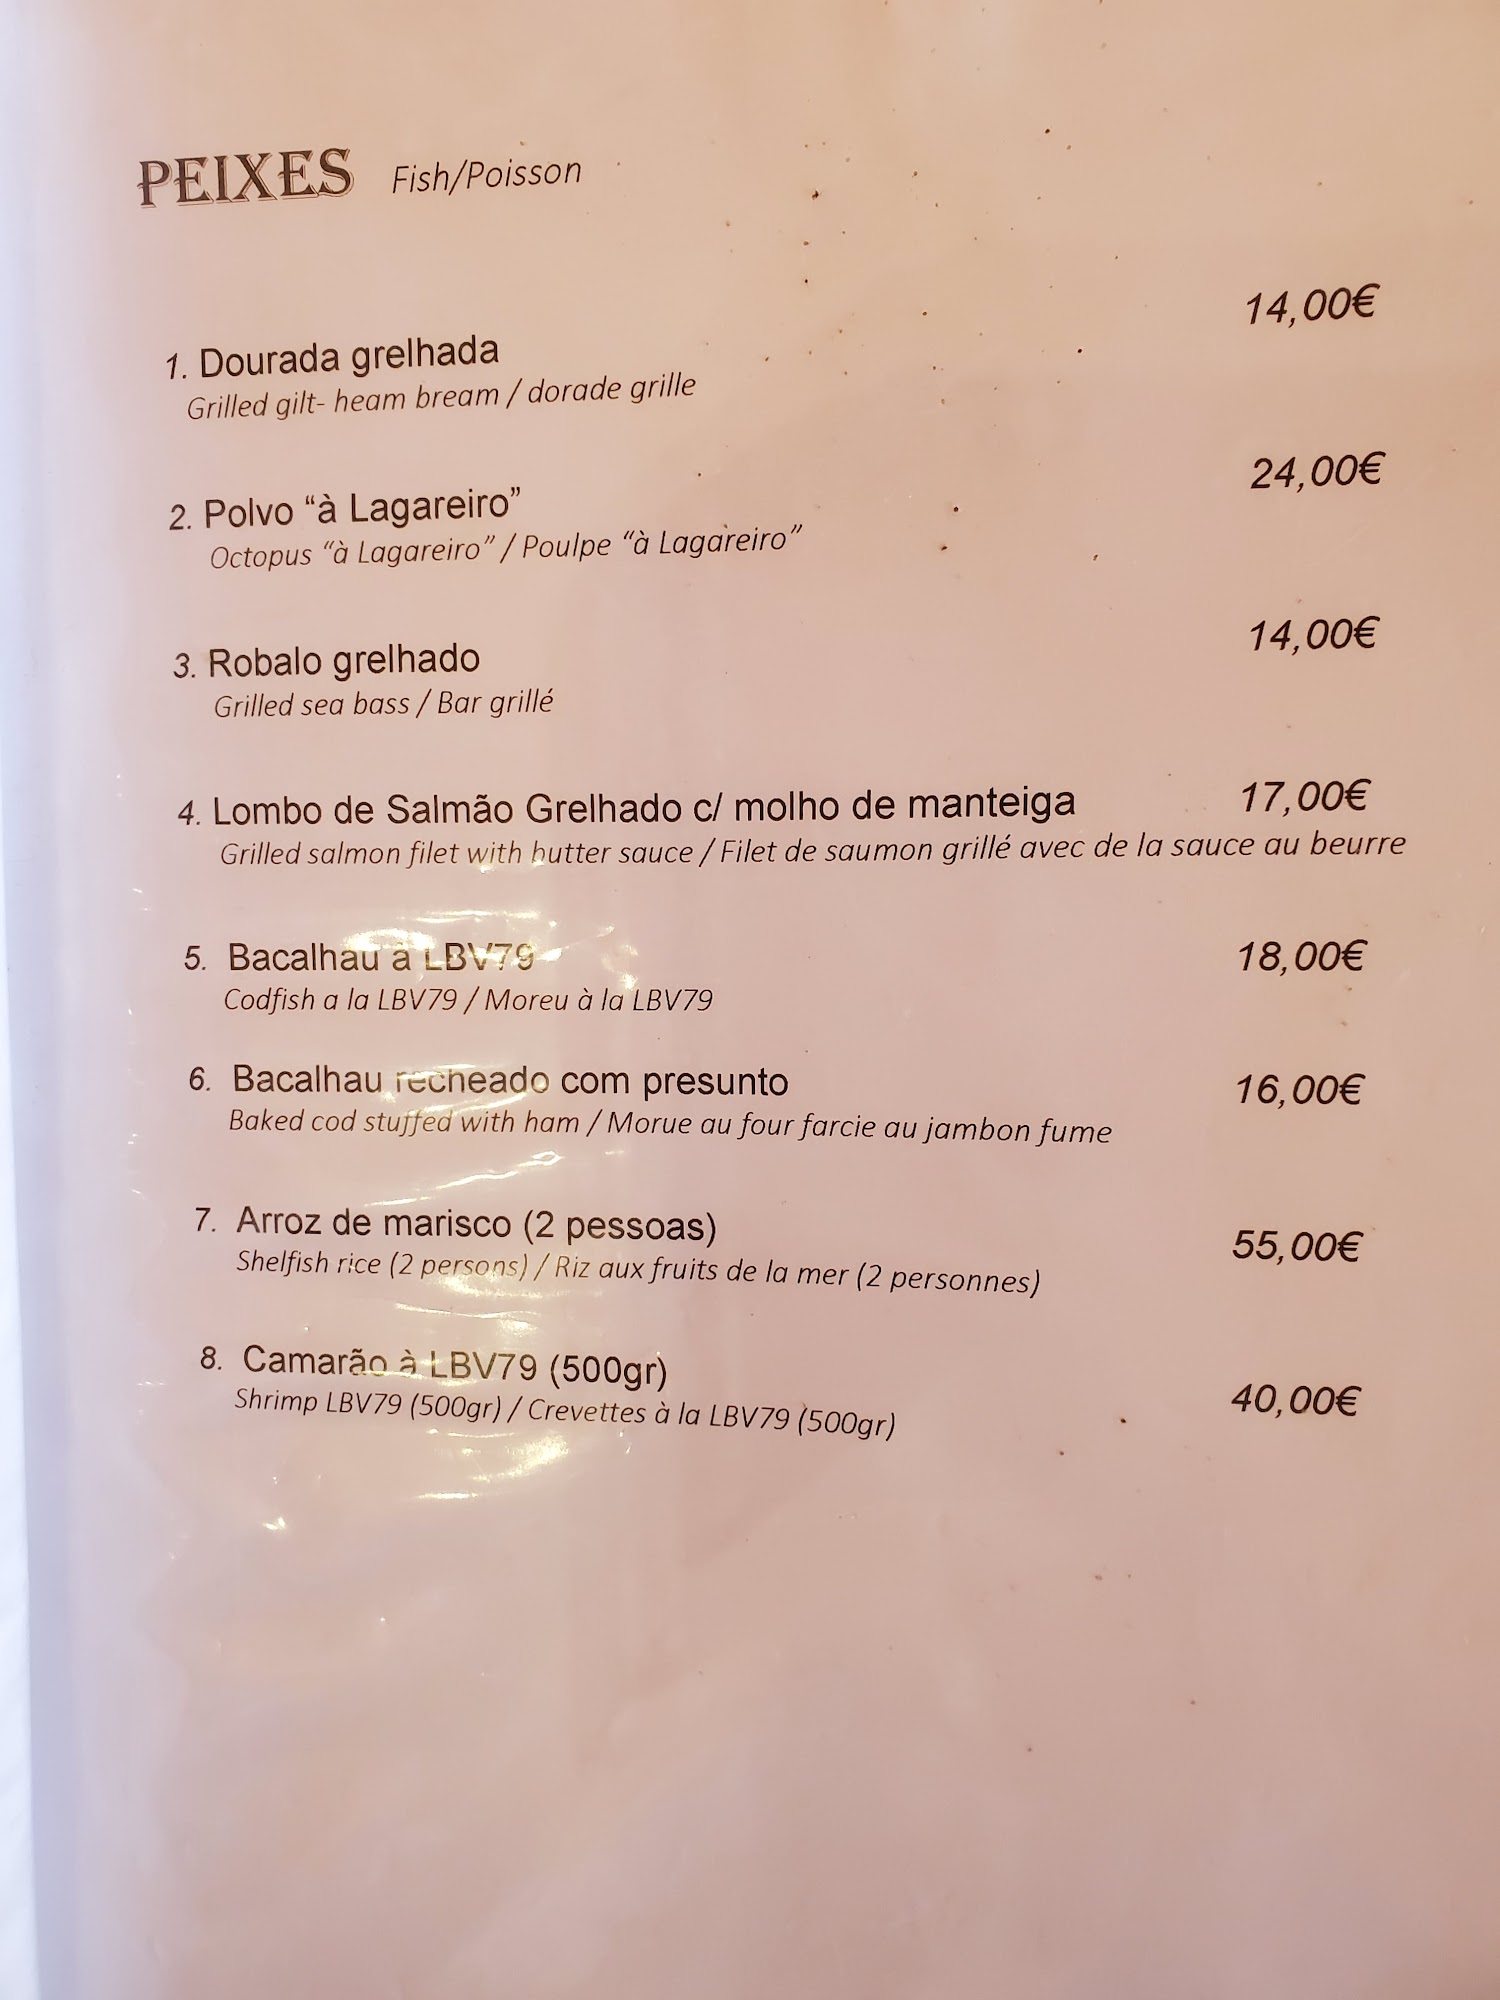 PEIXES Fish/Poisson
14,00€
1. Dourada grelhada
Grilled gilt- heam bream / dorade grille
24,00€
2. Polvo “à Lagareiro”
Octopus “à Lagareiro” / Poulpe “à Lagareiro”
14,00€
3. Robalo grelhado
Grilled sea bass / Bar grillé
4. Lombo de Salmão Grelhado c/ molho de manteiga 17,00€
Grilled salmon filet with butter sauce / Filet de saumon grillé avec de la sauce au beurre
5. Bacalhau à LBV79 18,00€
Codfish a la LBV79 / Moreu à la LBV79
6. Bacalhau recheado com presunto 16,00€
Baked cod stuffed with ham / Morue au four farcie au jambon fume
7. Arroz de marisco (2 pessoas) 55,00€
Shelfish rice (2 persons) / Riz aux fruits de la mer (2 personnes)
8. Camarão à LBV79 (500gr)
Shrimp LBV79 (500gr) / Crevettes à la LBV79 (500gr) 40,00€